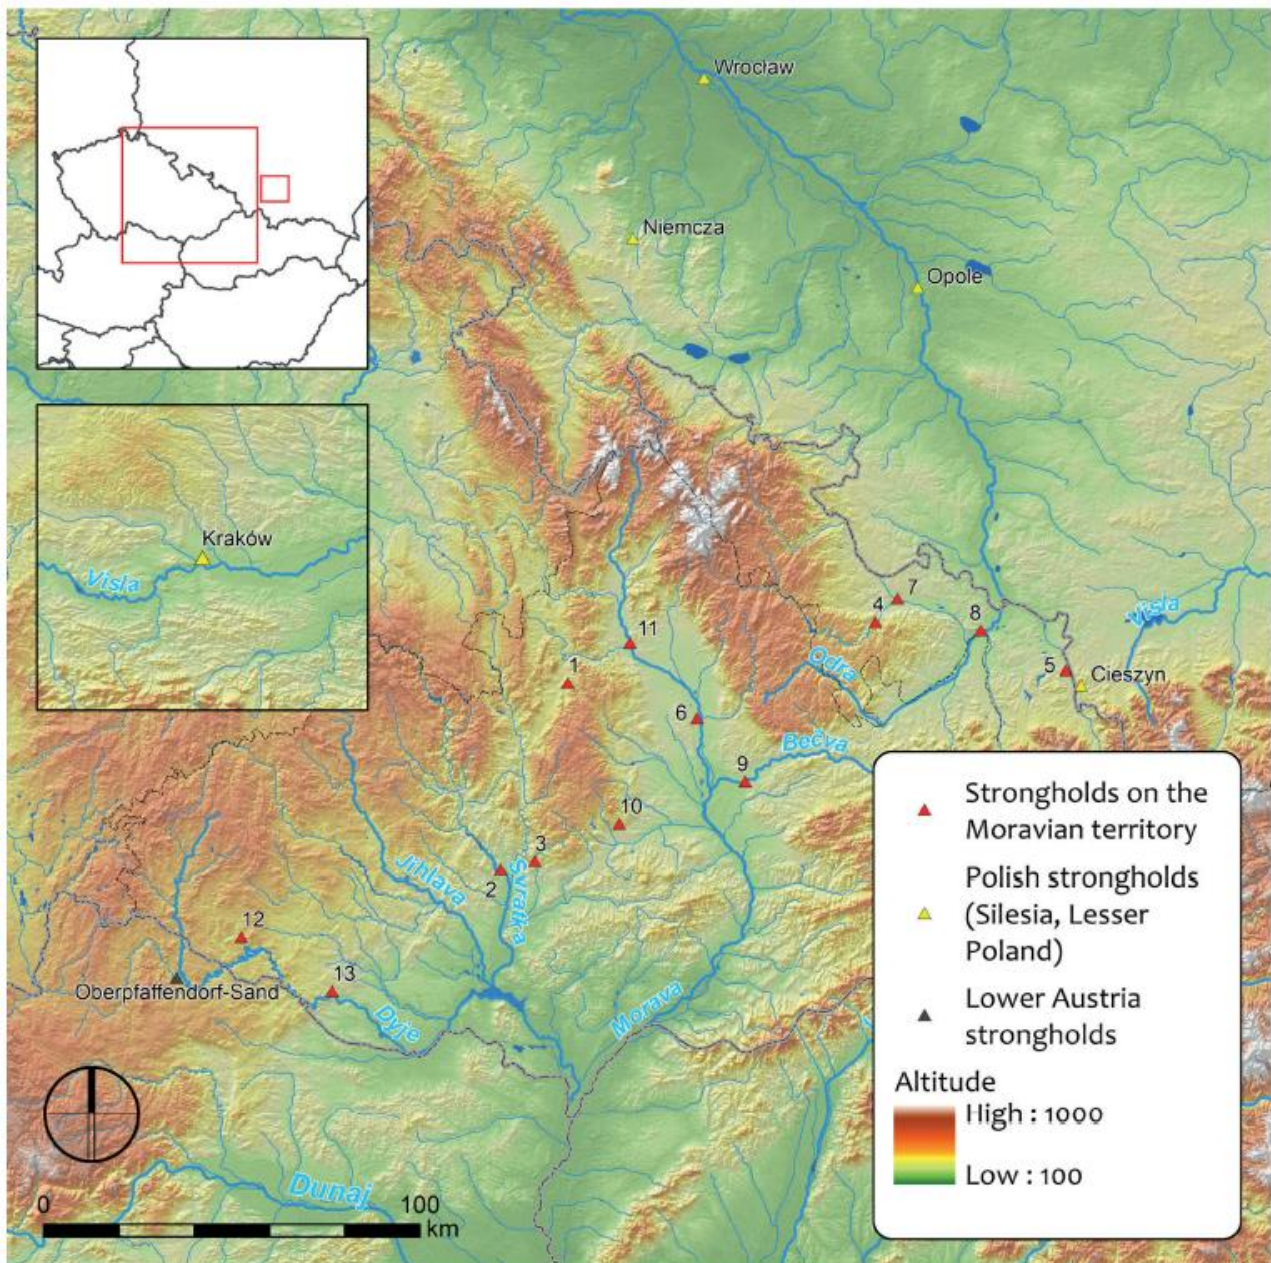 Wrocław
Niemcza
Opole
Kraków
Visla
7
4
8
Visla
11
1
Odra
5
Cieszyn
6
Bečva
9
10
3
Jihlava
2
Svratka
12
13
Oberpfaffendorf-Sand
Dyje
Morava
Dunaj
0
100
km
Strongholds on the
Moravian territory
Polish strongholds
(Silesia, Lesser
Poland)
Lower Austria
strongholds
Altitude
High : 1000
Low : 100